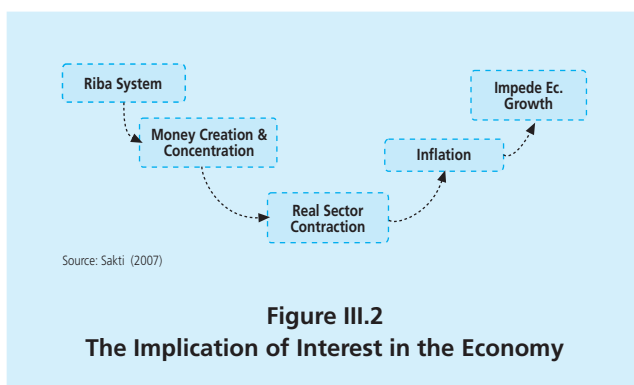 Riba System
Money Creation &
Concentration
Real Sector
Contraction
Inflation
Impede Ec.
Growth
Source: Sakti (2007)
Figure III.2
The Implication of Interest in the Economy